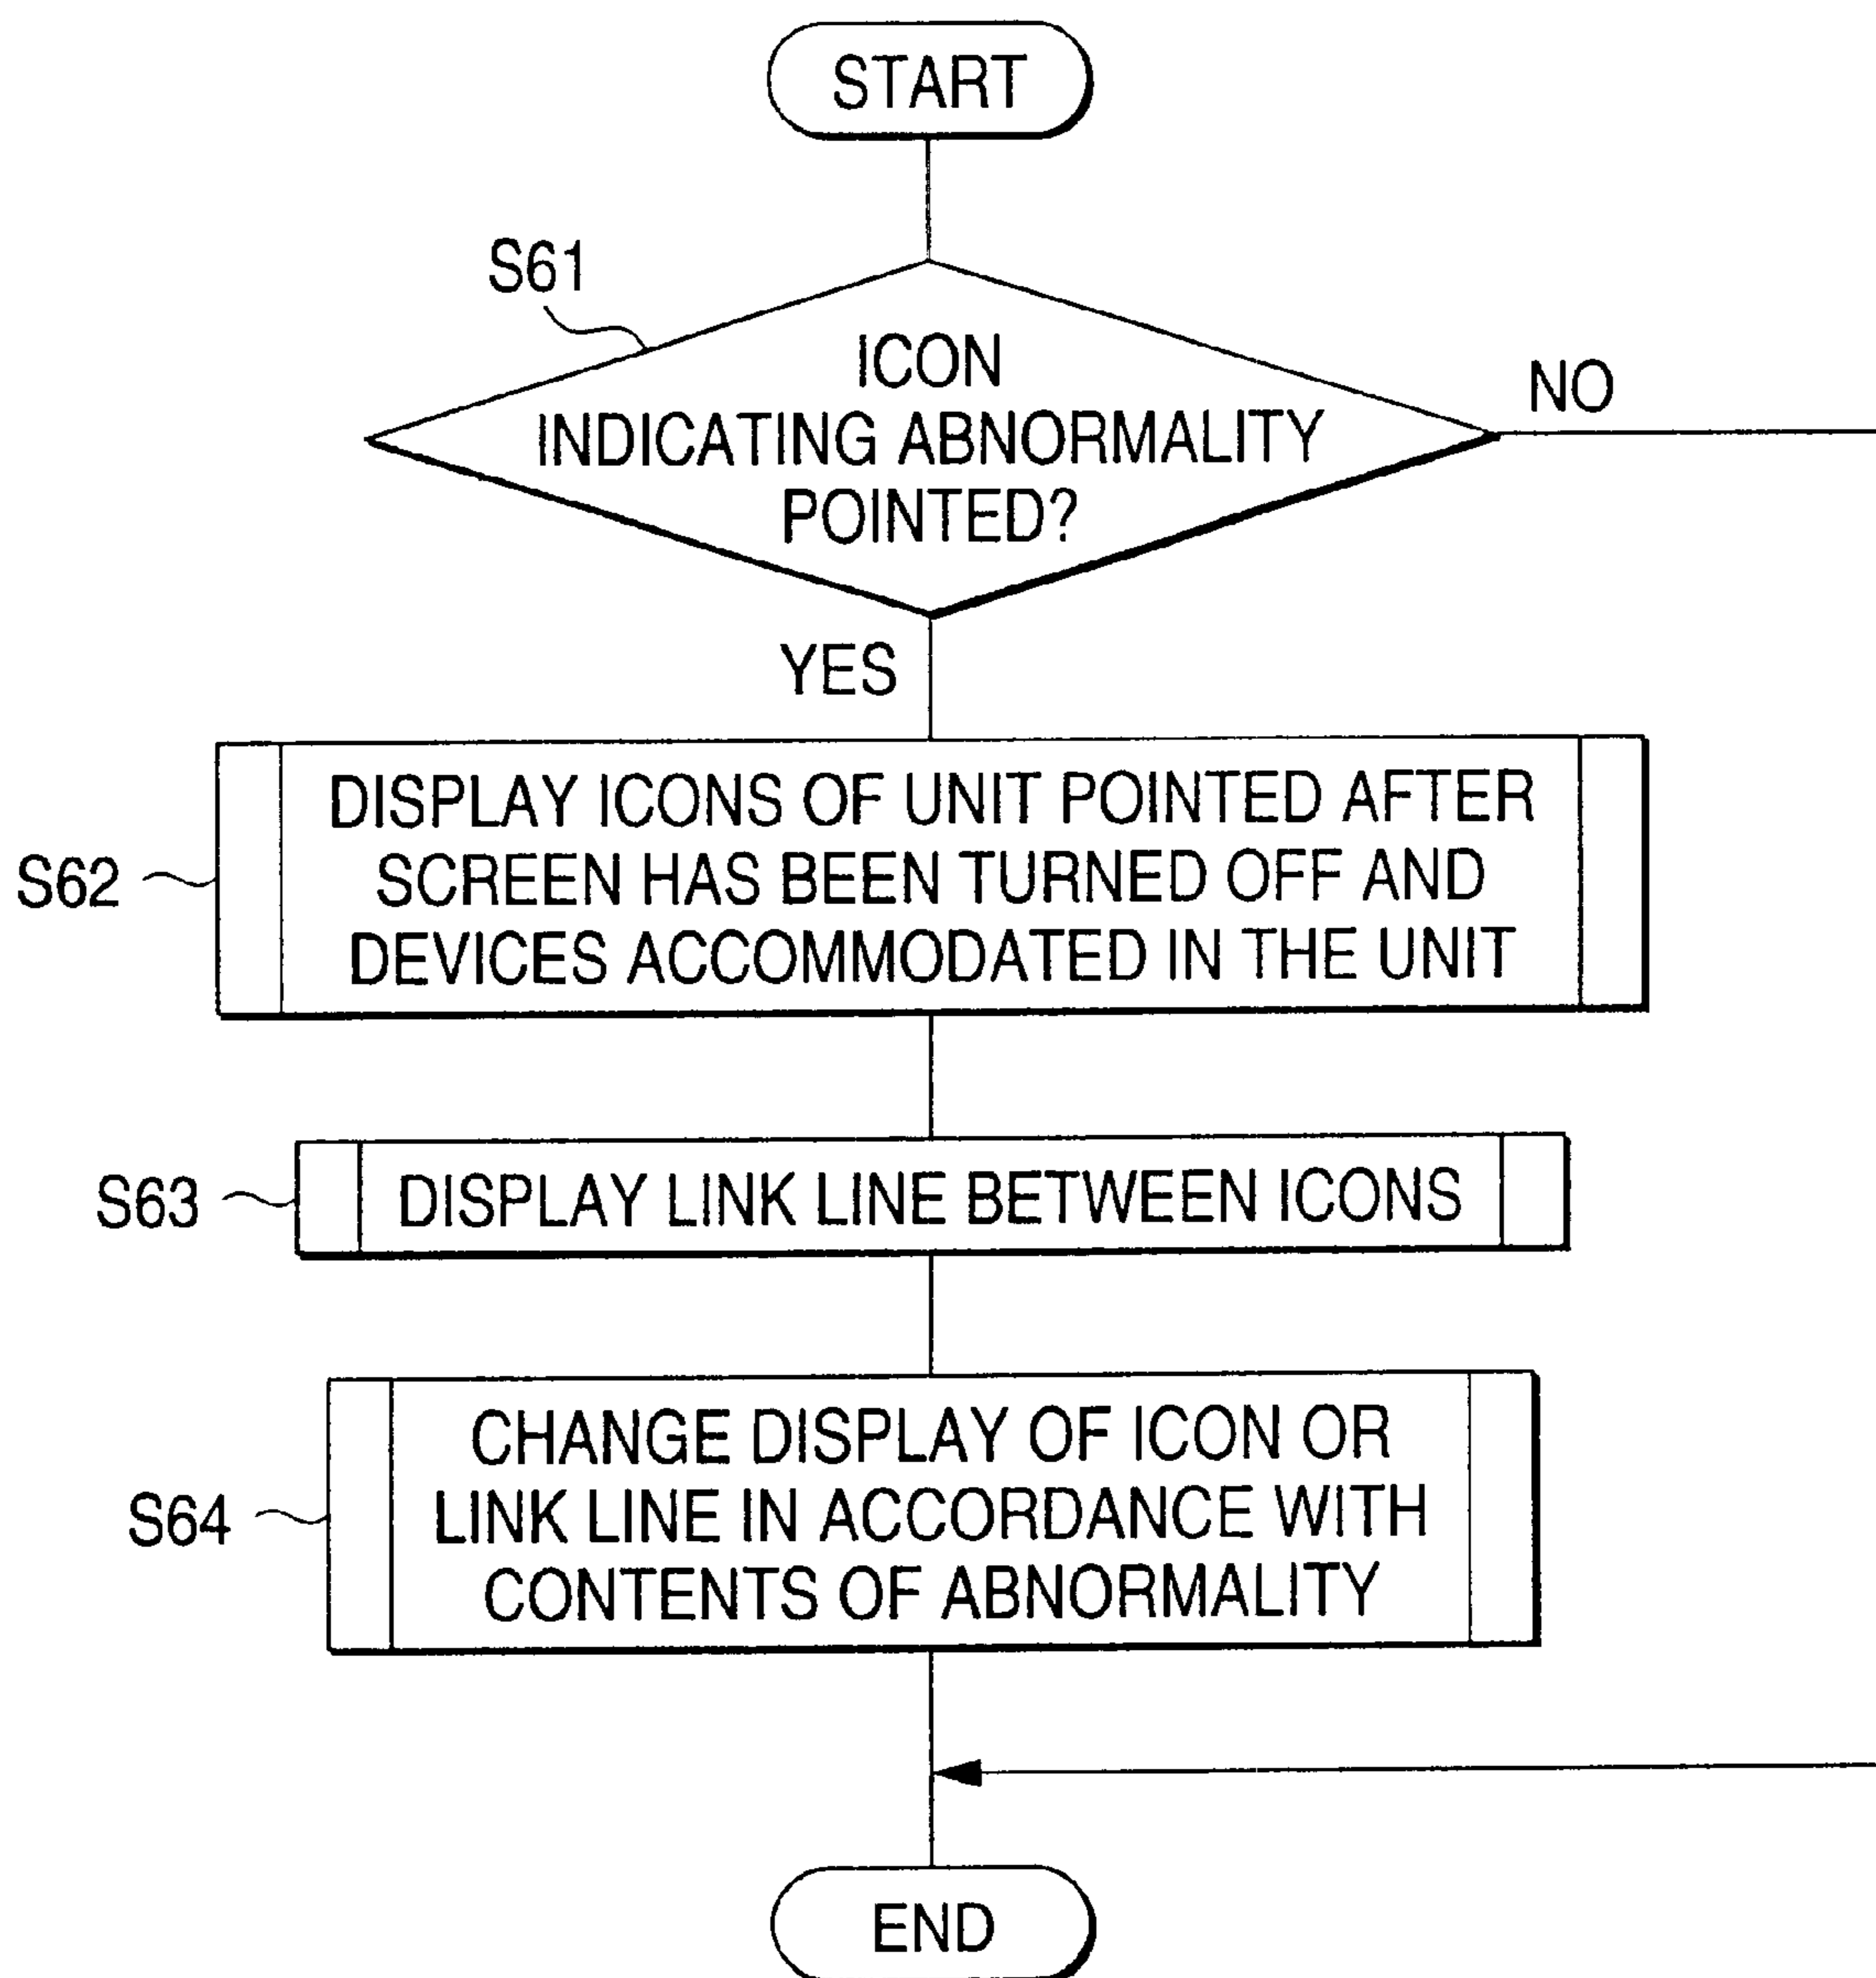 START
S61
ICON
INDICATING ABNORMALITY
POINTED?
NO
YES
S62
DISPLAY ICONS OF UNIT POINTED AFTER
SCREEN HAS BEEN TURNED OFF AND
DEVICES ACCOMMODATED IN THE UNIT
S63
DISPLAY LINK LINE BETWEEN ICONS
S64
CHANGE DISPLAY OF ICON OR
LINK LINE IN ACCORDANCE WITH
CONTENTS OF ABNORMALITY
END